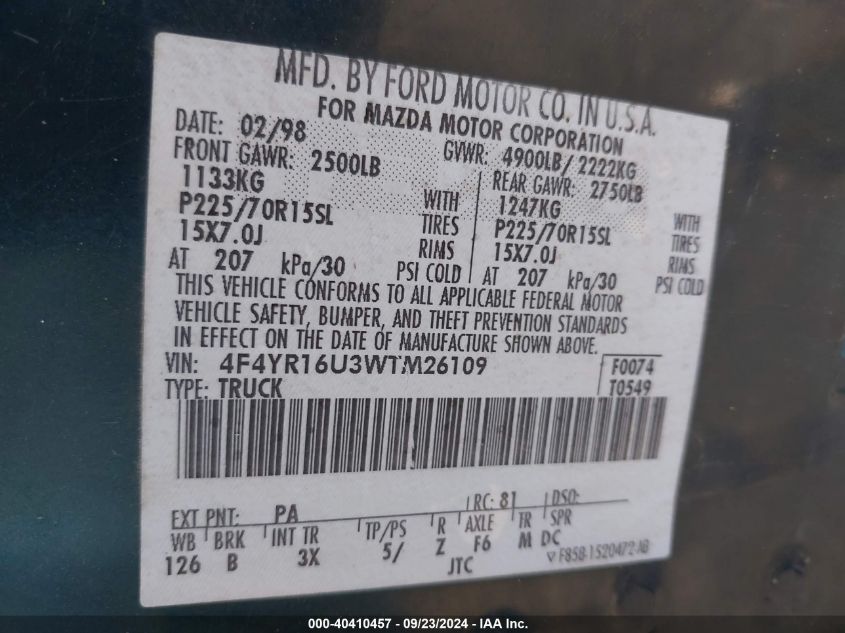 MFD. BY FORD MOTOR CO. IN U.S.A.
FOR MAZDA MOTOR CORPORATION
DATE: 02/98 GVWR: 4900LB/ 2222KG
FRONT GAWR: 2500LB REAR GAWR: 2750LB
1133KG WITH 1247KG WITH
P225/70R15SL TIRES P225/70R15SL TIRES
15X7.0J RIMS 15X7.0J RIMS
AT 207 kPa/30 PSI COLD AT 207 kPa/30 PSI COLD
THIS VEHICLE CONFORMS TO ALL APPLICABLE FEDERAL MOTOR
VEHICLE SAFETY, BUMPER, AND THEFT PREVENTION STANDARDS
IN EFFECT ON THE DATE OF MANUFACTURE SHOWN ABOVE.
VIN: 4F4YR16U3WTM26109 F0074
TYPE: TRUCK T0549
EXT PNT: PA RC: 81 DSO:
WB BRK INT TR TP/PS R AXLE TR SPR
126 B 3X 5/ Z F6 M DC
JTC F85B-1520472-AB
000-40410457 - 09/23/2024 - IAA Inc.